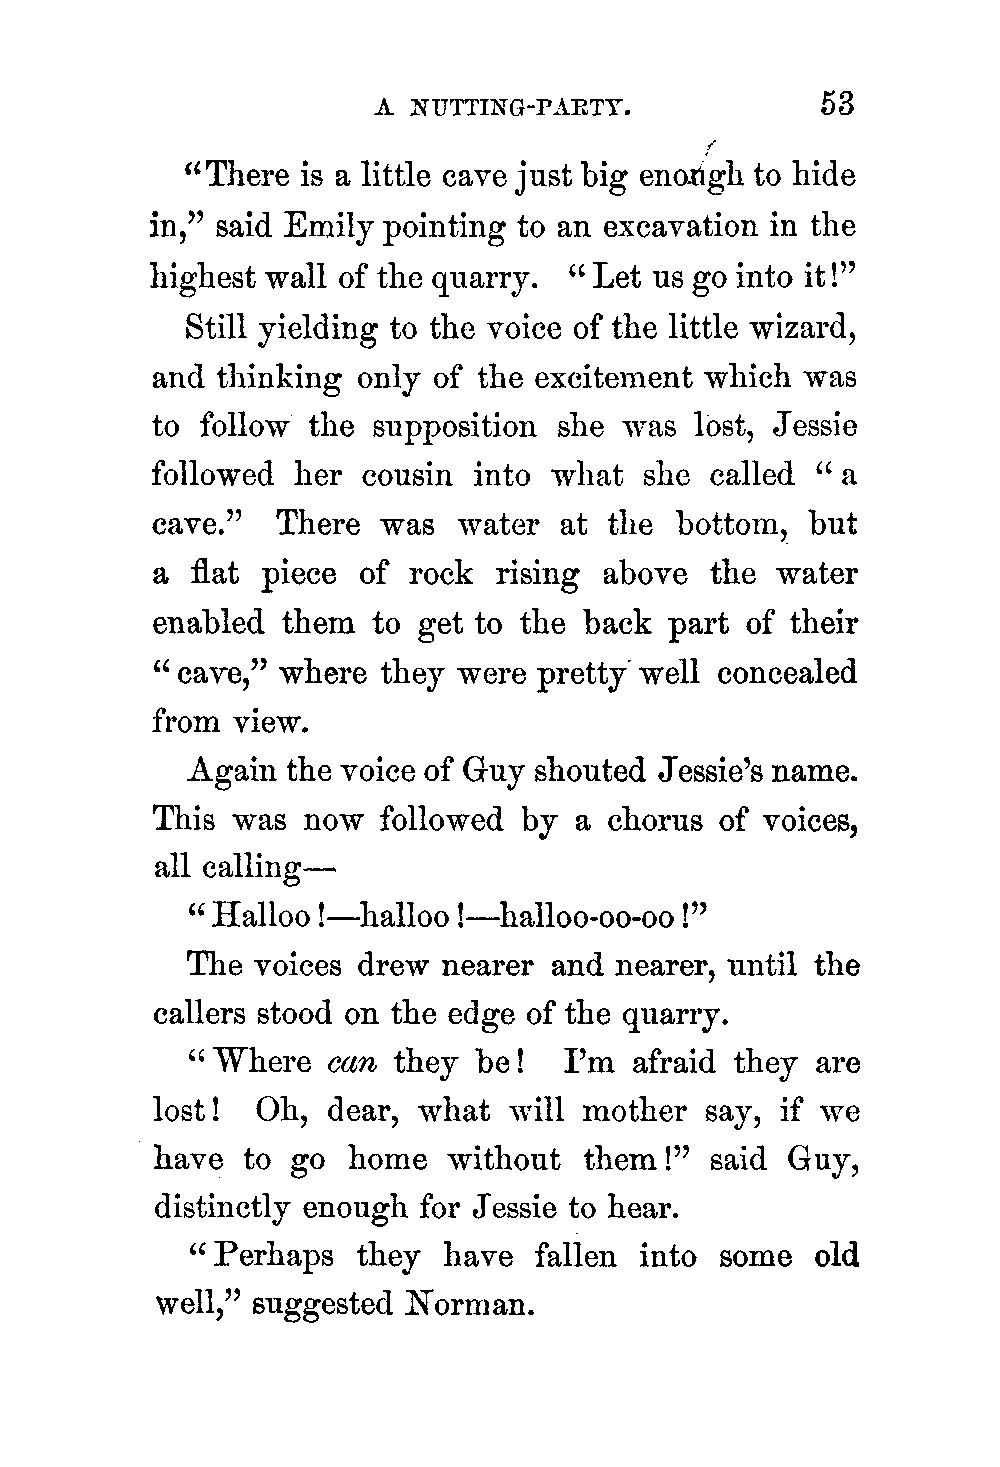 A NUTTING-PARTY. 53
“There is a little cave just big enough to hide
in,” said Emily pointing to an excavation in the
highest wall of the quarry. “Let us go into it!”
Still yielding to the voice of the little wizard,
and thinking only of the excitement which was
to follow the supposition she was lost, Jessie
followed her cousin into what she called “a
cave.” There was water at the bottom, but
a flat piece of rock rising above the water
enabled them to get to the back part of their
“cave,” where they were pretty well concealed
from view.
Again the voice of Guy shouted Jessie’s name.
This was now followed by a chorus of voices,
all calling—
“Halloo!—halloo!—halloo-oo-oo!”
The voices drew nearer and nearer, until the
callers stood on the edge of the quarry.
“Where can they be! I’m afraid they are
lost! Oh, dear, what will mother say, if we
have to go home without them!” said Guy,
distinctly enough for Jessie to hear.
“Perhaps they have fallen into some old
well,” suggested Norman.